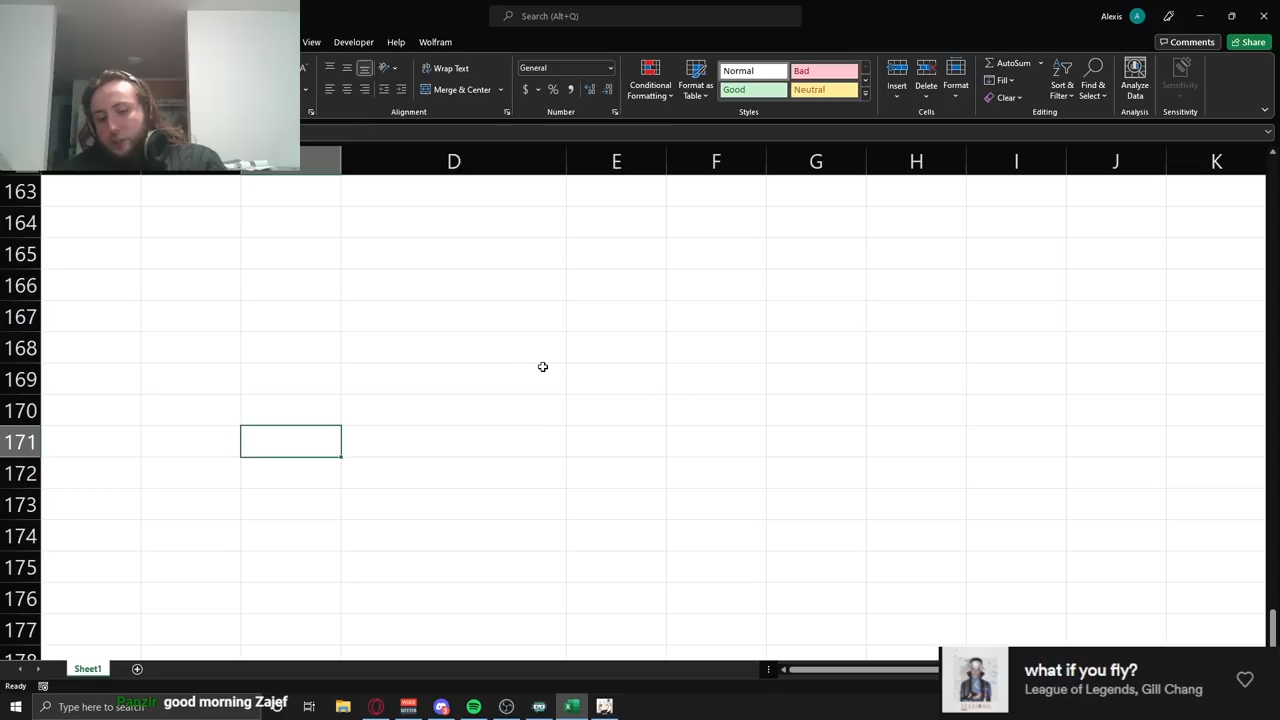 Search (Alt+Q)
Alexis
A
View
Developer
Help
Wolfram
Comments
Share
Wrap Text
General
Conditional
Formatting
Format as
Table
Normal
Bad
Good
Neutral
Insert
Delete
Format
AutoSum
Fill
Clear
Sort &
Filter
Find &
Select
Analyze
Data
Sensitivity
Merge & Center
$
%
Alignment
Number
Styles
Cells
Editing
Analysis
Sensitivity
D E F G H I J K
163
164
165
166
167
168
169
170
171
172
173
174
175
176
177
Sheet1
what if you fly?
League of Legends, Gill Chang
Ready
Type here to search
Panzir good morning Zajef